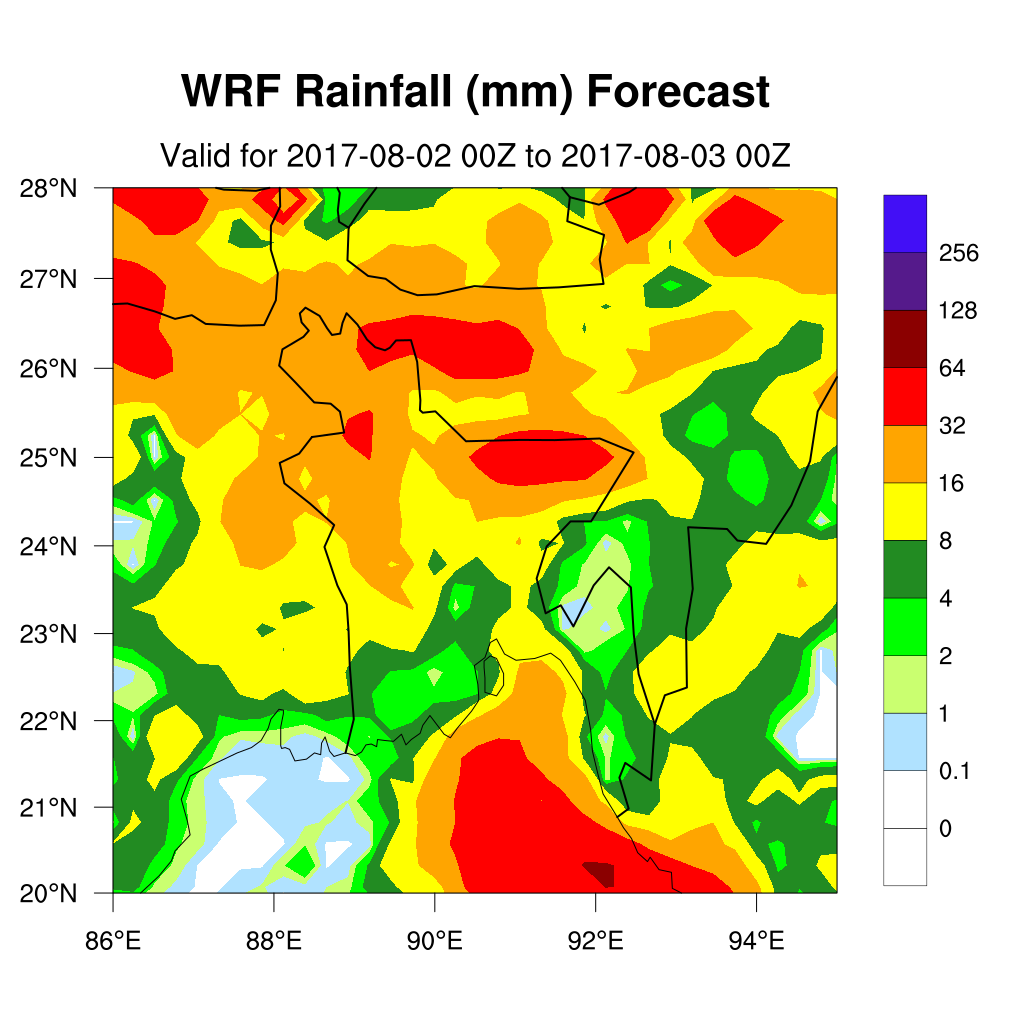 WRF Rainfall (mm) Forecast
Valid for 2017-08-02 00Z to 2017-08-03 00Z
28°N
27°N
26°N
25°N
24°N
23°N
22°N
21°N
20°N
86°E 88°E 90°E 92°E 94°E
256
128
64
32
16
8
4
2
1
0.1
0